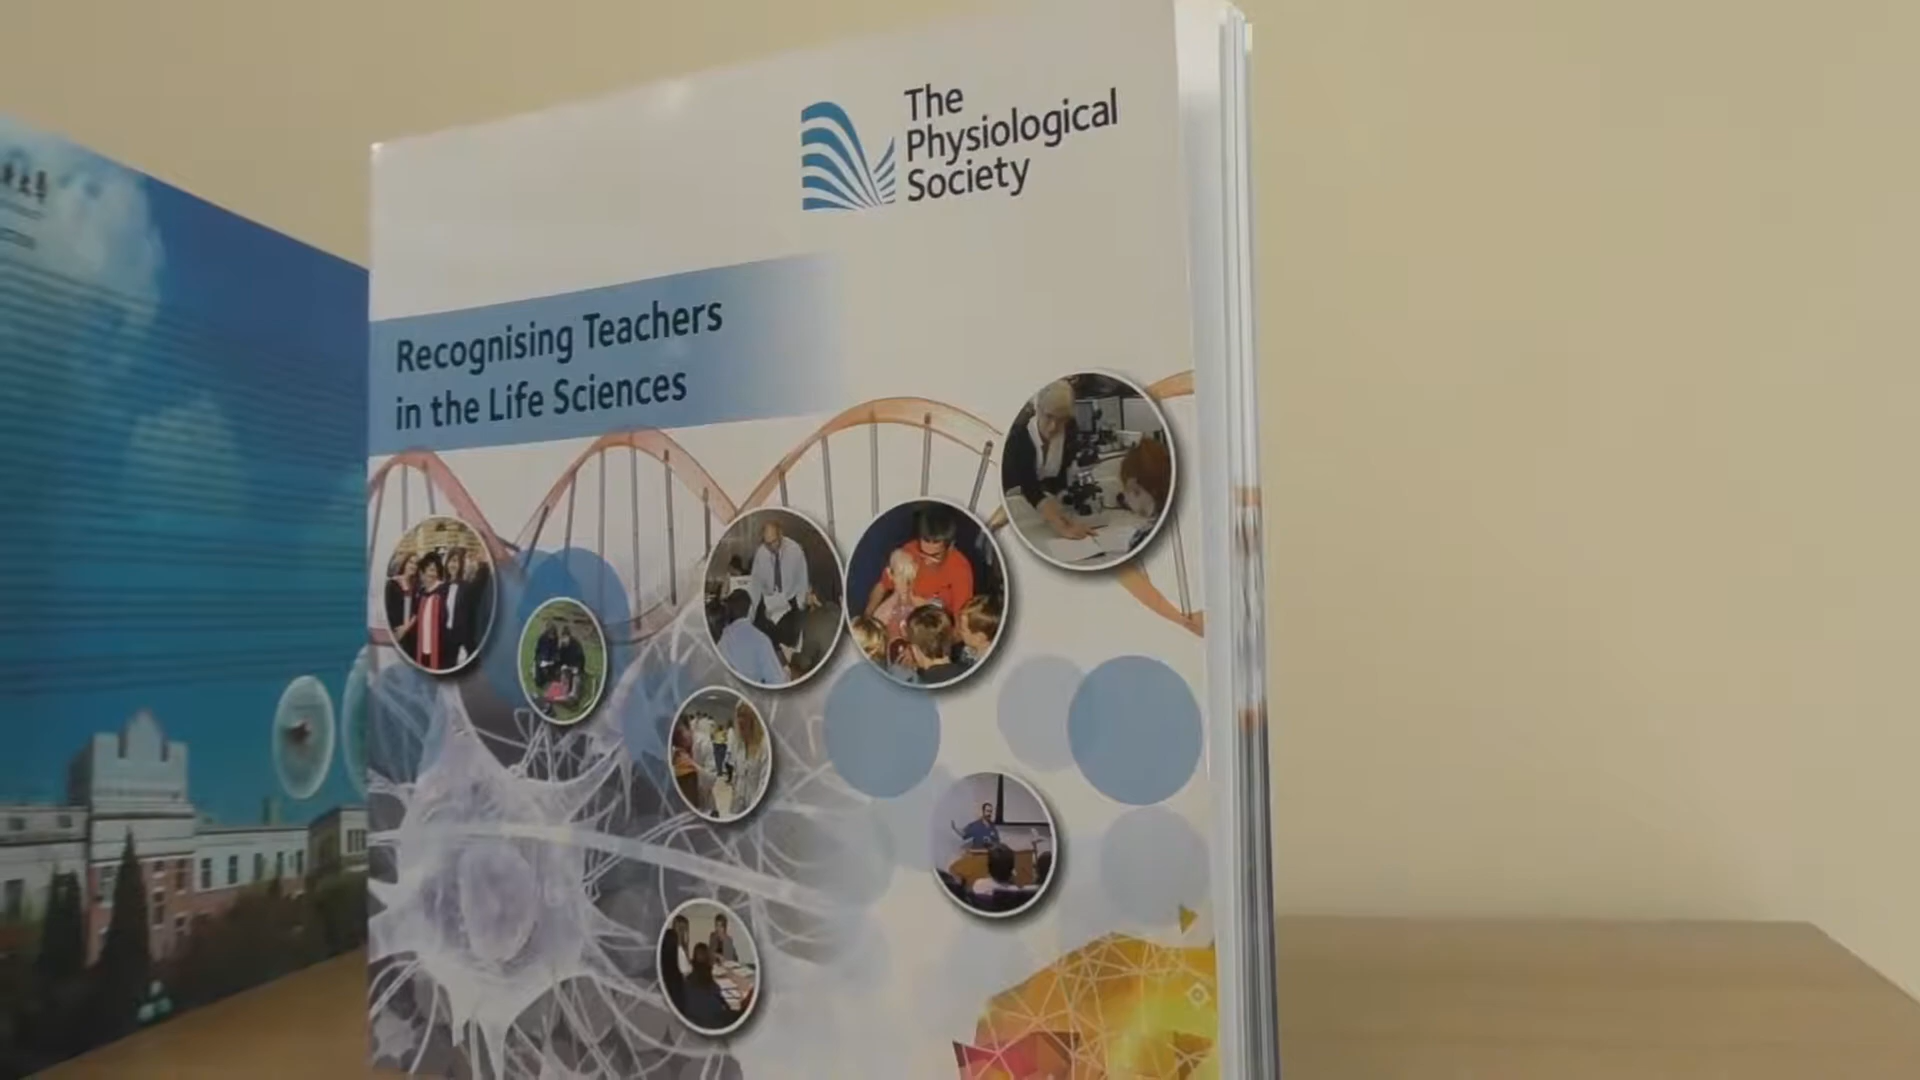 The
Physiological
Society
Recognising Teachers
in the Life Sciences